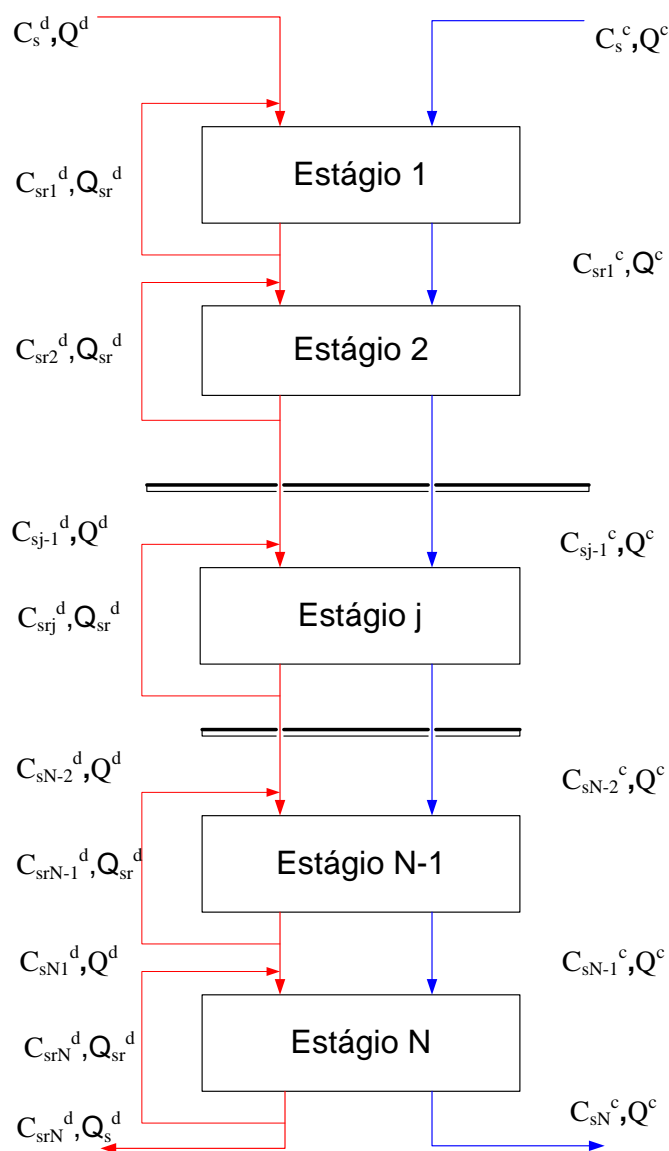 C_s^d,Q^d
C_s^c,Q^c
Estágio 1
C_sr1^d,Q_sr^d
C_sr1^c,Q^c
Estágio 2
C_sr2^d,Q_sr^d
C_sj-1^d,Q^d
C_sj-1^c,Q^c
Estágio j
C_srj^d,Q_sr^d
C_sN-2^d,Q^d
C_sN-2^c,Q^c
Estágio N-1
C_srN-1^d,Q_sr^d
C_sN1^d,Q^d
C_sN-1^c,Q^c
Estágio N
C_srN^d,Q_sr^d
C_sN^c,Q^c
C_srN^d,Q_s^d